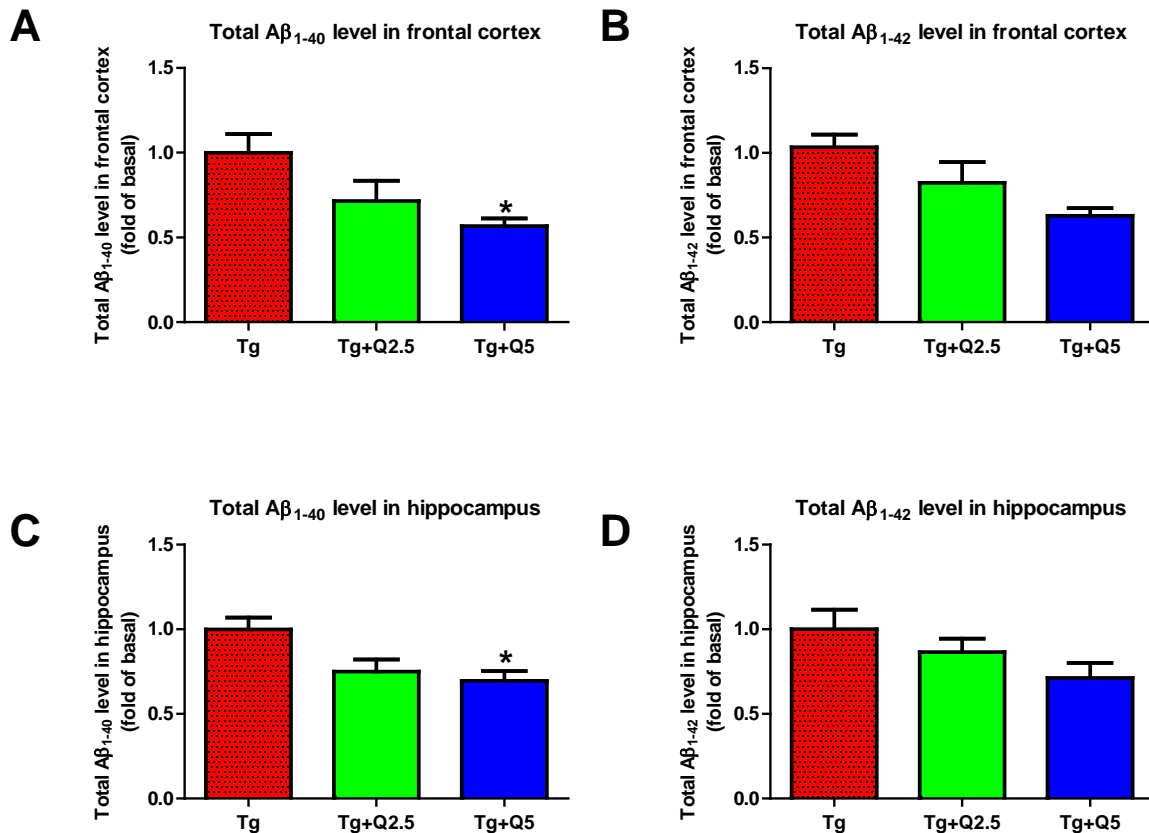 A
Total Aβ1-40 level in frontal cortex
Total Aβ1-40 level in frontal cortex
(fold of basal)
1.5
1.0
0.5
0.0
*
Tg
Tg+Q2.5
Tg+Q5
B
Total Aβ1-42 level in frontal cortex
Total Aβ1-42 level in frontal cortex
(fold of basal)
1.5
1.0
0.5
0.0
Tg
Tg+Q2.5
Tg+Q5
C
Total Aβ1-40 level in hippocampus
Total Aβ1-40 level in hippocampus
(fold of basal)
1.5
1.0
0.5
0.0
*
Tg
Tg+Q2.5
Tg+Q5
D
Total Aβ1-42 level in hippocampus
Total Aβ1-42 level in hippocampus
(fold of basal)
1.5
1.0
0.5
0.0
Tg
Tg+Q2.5
Tg+Q5